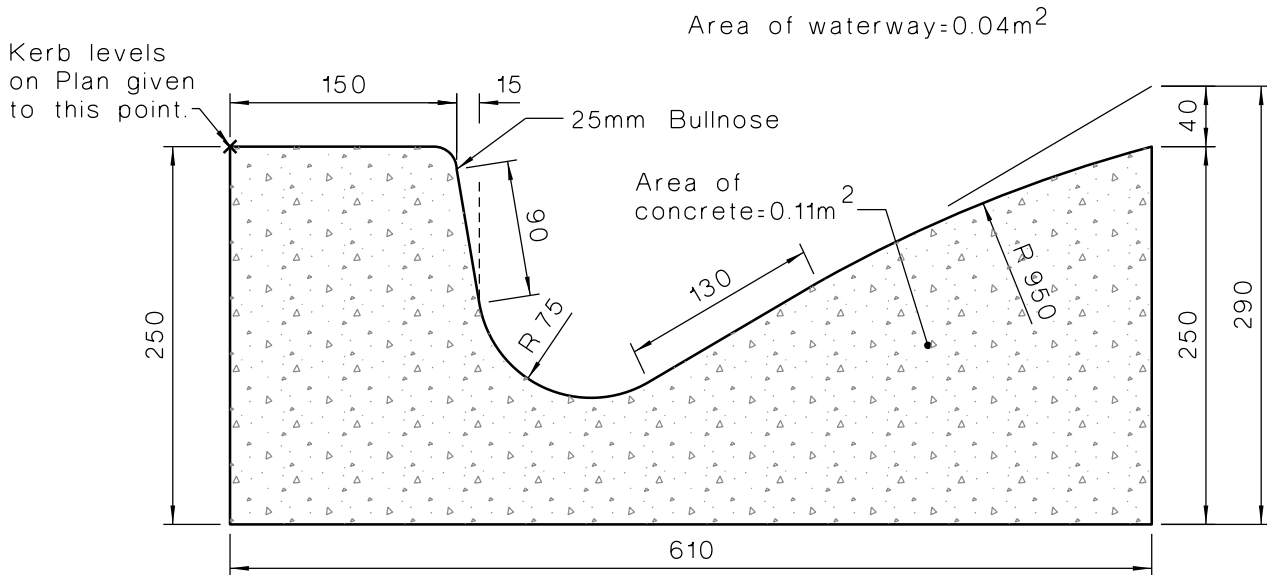 Area of waterway=0.04m²
Kerb levels
on Plan given
to this point.
150
15
25mm Bullnose
40
Area of
concrete=0.11m²
90
130
R 75
R 950
250
250
290
610